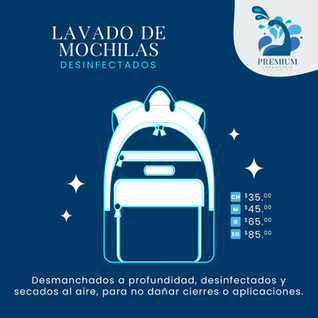 LAVADO DE
MOCHILAS
DESINFECTADOS
PREMIUM
CH $35.00
M $45.00
G $65.00
EG $85.00
Desmanchados a profundidad, desinfectados y
secados al aire, para no dañar cierres o aplicaciones.